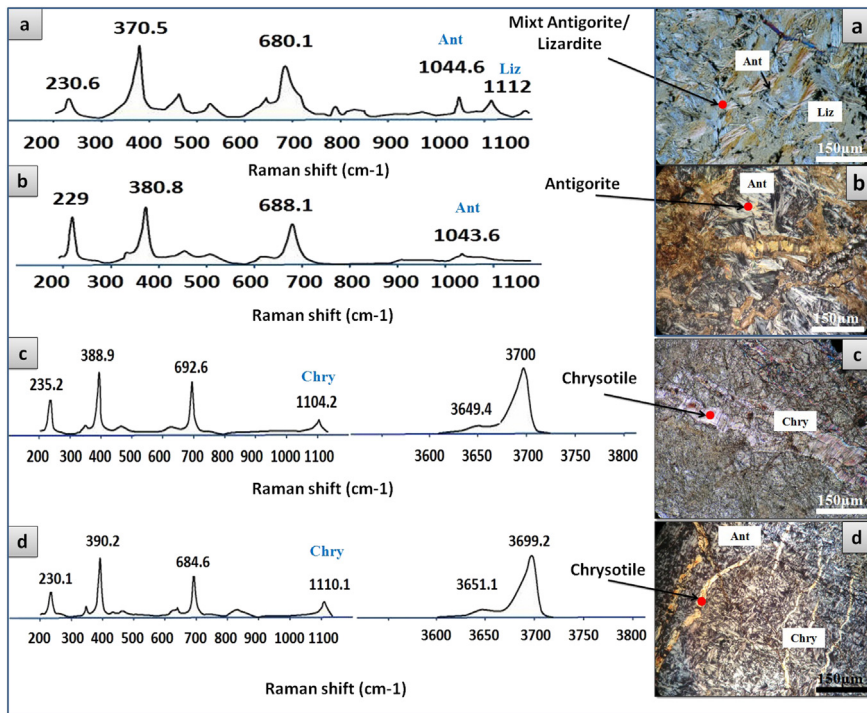 a
370.5
680.1
230.6
Ant
1044.6
Liz
1112
200 300 400 500 600 700 800 900 1000 1100
Raman shift (cm-1)
Mixt Antigorite/
Lizardite
a
Ant
Liz
150µm
b
229
380.8
688.1
Ant
1043.6
200 300 400 500 600 700 800 900 1000 1100
Raman shift (cm-1)
Antigorite
b
Ant
150µm
c
235.2
388.9
692.6
Chry
1104.2
3649.4
3700
200 300 400 500 600 700 800 900 1000 1100
3600 3650 3700 3750 3800
Raman shift (cm-1)
Chrysotile
c
Chry
150µm
d
230.1
390.2
684.6
Chry
1110.1
3651.1
3699.2
200 300 400 500 600 700 800 900 1000 1100
3600 3650 3700 3750 3800
Raman shift (cm-1)
Chrysotile
d
Ant
Chry
150µm